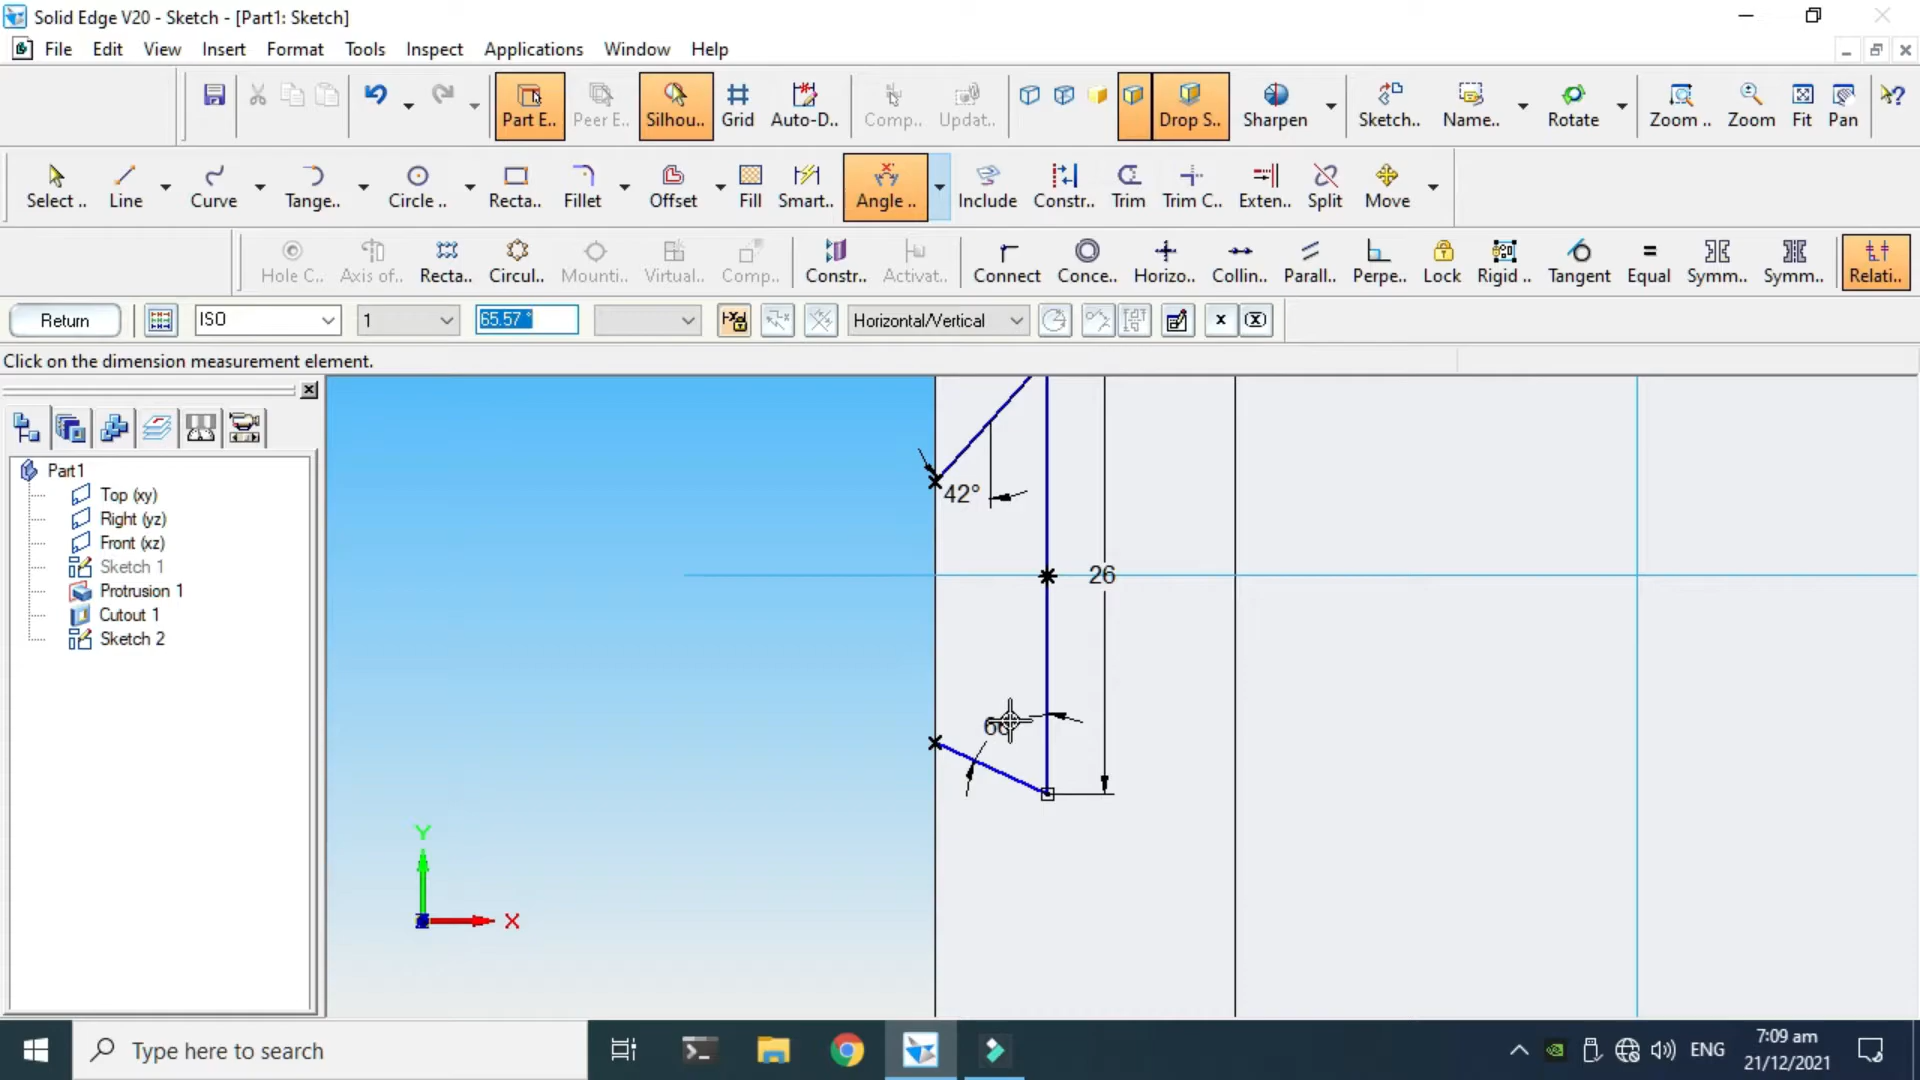 Solid Edge V20 - Sketch - [Part1: Sketch]
File Edit View Insert Format Tools Inspect Applications Window Help
Part E.. Peer E.. Silhou.. Grid Auto-D.. Comp.. Updat.. Drop S.. Sharpen Sketch.. Name.. Rotate Zoom .. Zoom Fit Pan
Select .. Line Curve Tange.. Circle .. Recta.. Fillet Offset Fill Smart.. Angle .. Include Constr.. Trim Trim C.. Exten.. Split Move
Hole C.. Axis of.. Recta.. Circul.. Mounti.. Virtual.. Comp.. Constr.. Activat.. Connect Conce.. Horizo.. Collin.. Parall.. Perpe.. Lock Rigid .. Tangent Equal Symm.. Symm.. Relati..
Return ISO 1 65.57 ° Horizontal/Vertical
Click on the dimension measurement element.
Part1
Top (xy)
Right (yz)
Front (xz)
Sketch 1
Protrusion 1
Cutout 1
Sketch 2
42°
26
Y
X
Type here to search
ENG
7:09 am
21/12/2021